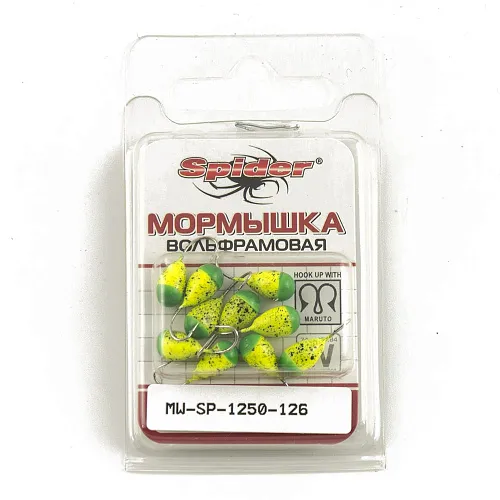 Spider®
МОРМЫШКА
ВОЛЬФРАМОВАЯ
HOOK UP WITH
MARUTO
W
MW-SP-1250-126